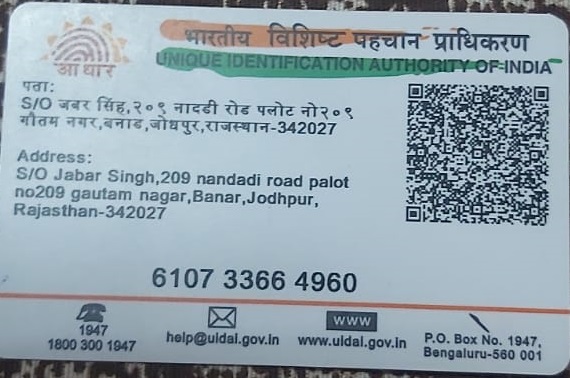 भारतीय विशिष्ट पहचान प्राधिकरण
UNIQUE IDENTIFICATION AUTHORITY OF INDIA
आधार
पता:
S/O जबर सिंह,२०९ नादडी रोड पलोट नो२०९
गौतम नगर,बनाड,जोधपुर,राजस्थान-342027
Address:
S/O Jabar Singh,209 nandadi road palot
no209 gautam nagar,Banar,Jodhpur,
Rajasthan-342027
6107 3366 4960
1947
1800 300 1947
help@uidai.gov.in
www
www.uidai.gov.in
P.O. Box No. 1947,
Bengaluru-560 001